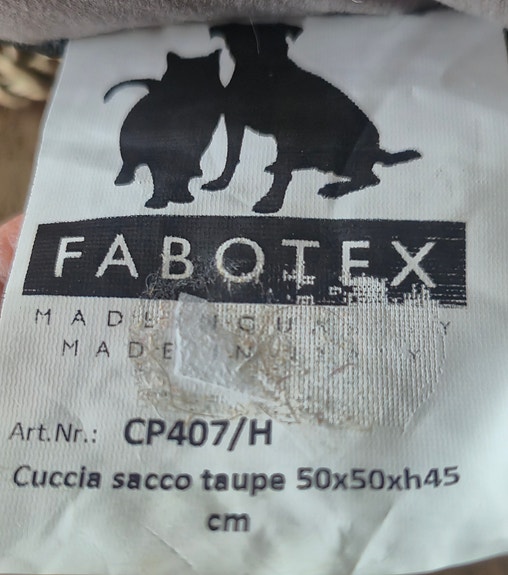 FABOTEX
MADE
MADE IN
Art.Nr.: CP407/H
Cuccia sacco taupe 50x50xh45
cm